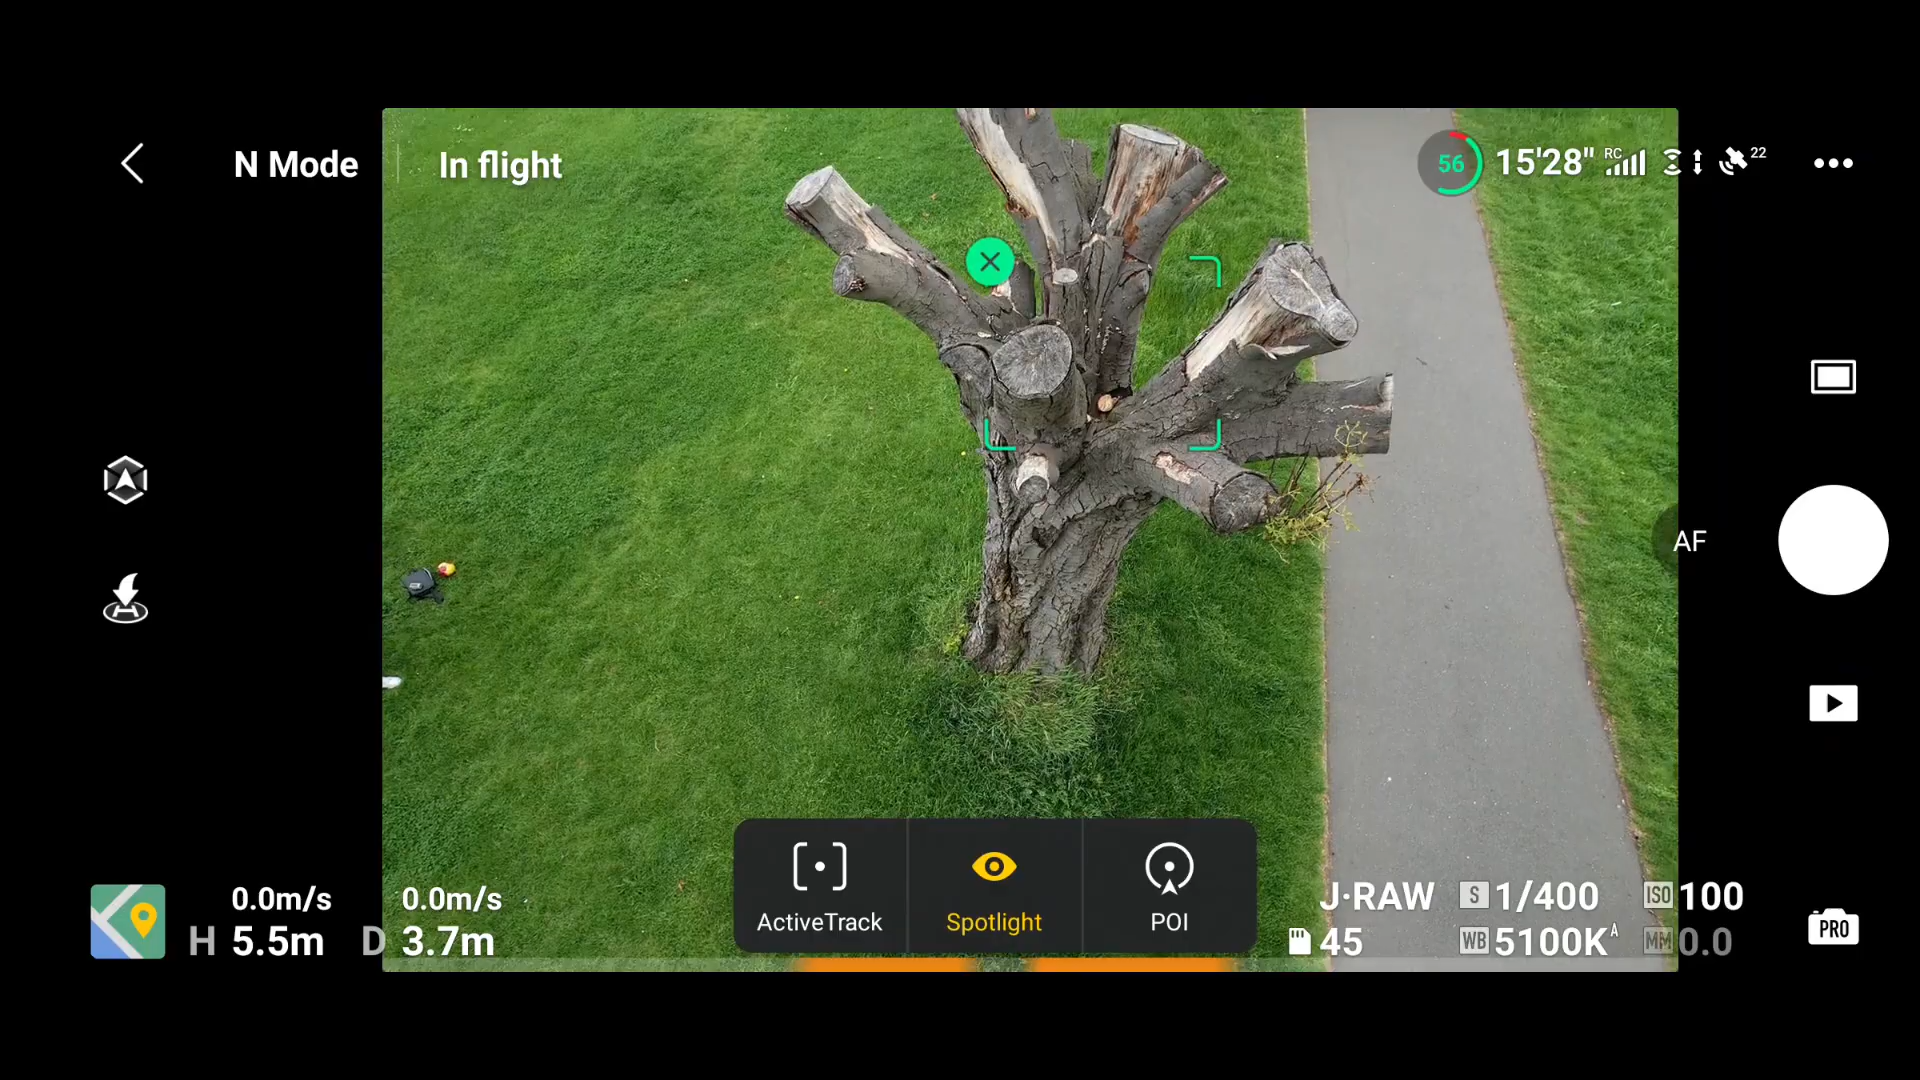 N Mode
In flight
56
15'28"
RC
22
AF
ActiveTrack
Spotlight
POI
0.0m/s
0.0m/s
H 5.5m
D 3.7m
J·RAW
S 1/400
ISO 100
45
WB 5100K A
MM 0.0
PRO